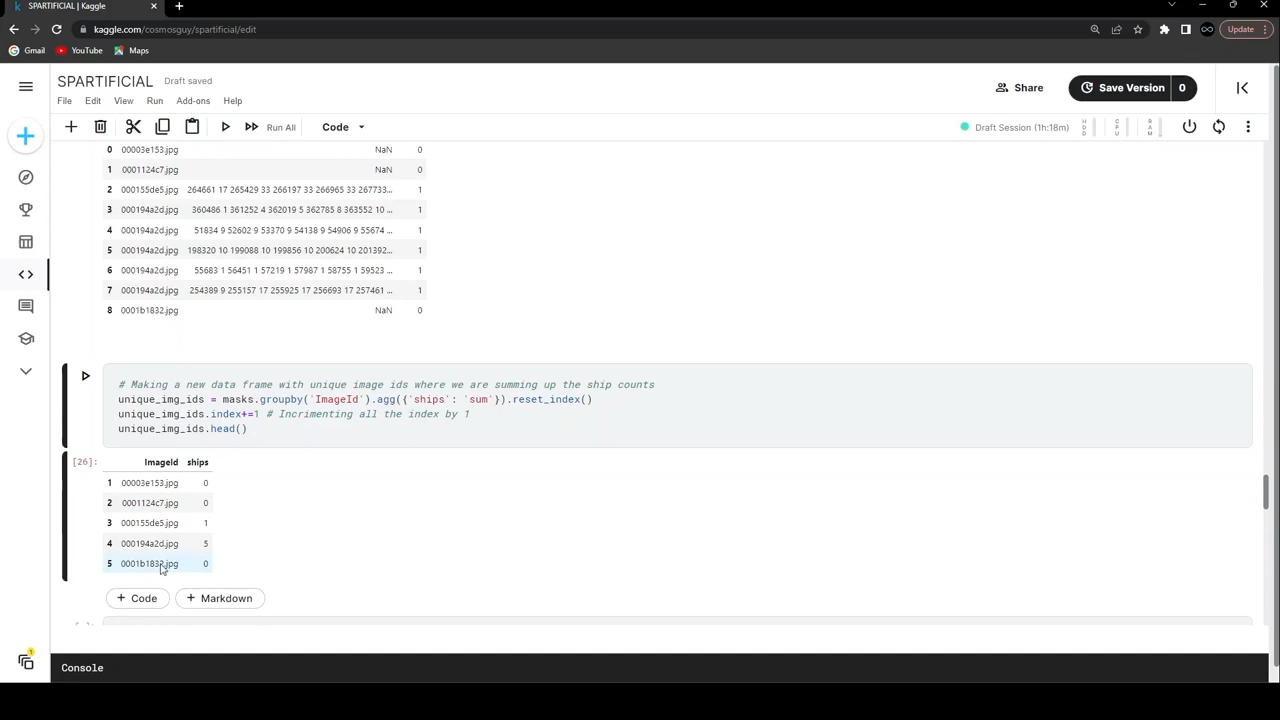 SPARTIFICIAL | Kaggle
kaggle.com/cosmosguy/spartificial/edit
Update
Gmail
YouTube
Maps
SPARTIFICIAL
Draft saved
Share
Save Version
0
File
Edit
View
Run
Add-ons
Help
Run All
Code
Draft Session (1h:18m)
HDD
CPU
RAM
0 00003e153.jpg NaN 0
1 0001124c7.jpg NaN 0
2 000155de5.jpg 264661 17 265429 33 266197 33 266965 33 267733... 1
3 000194a2d.jpg 360486 1 361252 4 362019 5 362785 8 363552 10 ... 1
4 000194a2d.jpg 51834 9 52602 9 53370 9 54138 9 54906 9 55674 ... 1
5 000194a2d.jpg 198320 10 199088 10 199856 10 200624 10 201392... 1
6 000194a2d.jpg 55683 1 56451 1 57219 1 57987 1 58755 1 59523 ... 1
7 000194a2d.jpg 254389 9 255157 17 255925 17 256693 17 257461 ... 1
8 0001b1832.jpg NaN 0
# Making a new data frame with unique image ids where we are summing up the ship counts
unique_img_ids = masks.groupby('ImageId').agg({'ships': 'sum'}).reset_index()
unique_img_ids.index+=1 # Incrimenting all the index by 1
unique_img_ids.head()
[26]:
ImageId ships
1 00003e153.jpg 0
2 0001124c7.jpg 0
3 000155de5.jpg 1
4 000194a2d.jpg 5
5 0001b1832.jpg 0
+ Code
+ Markdown
1
Console